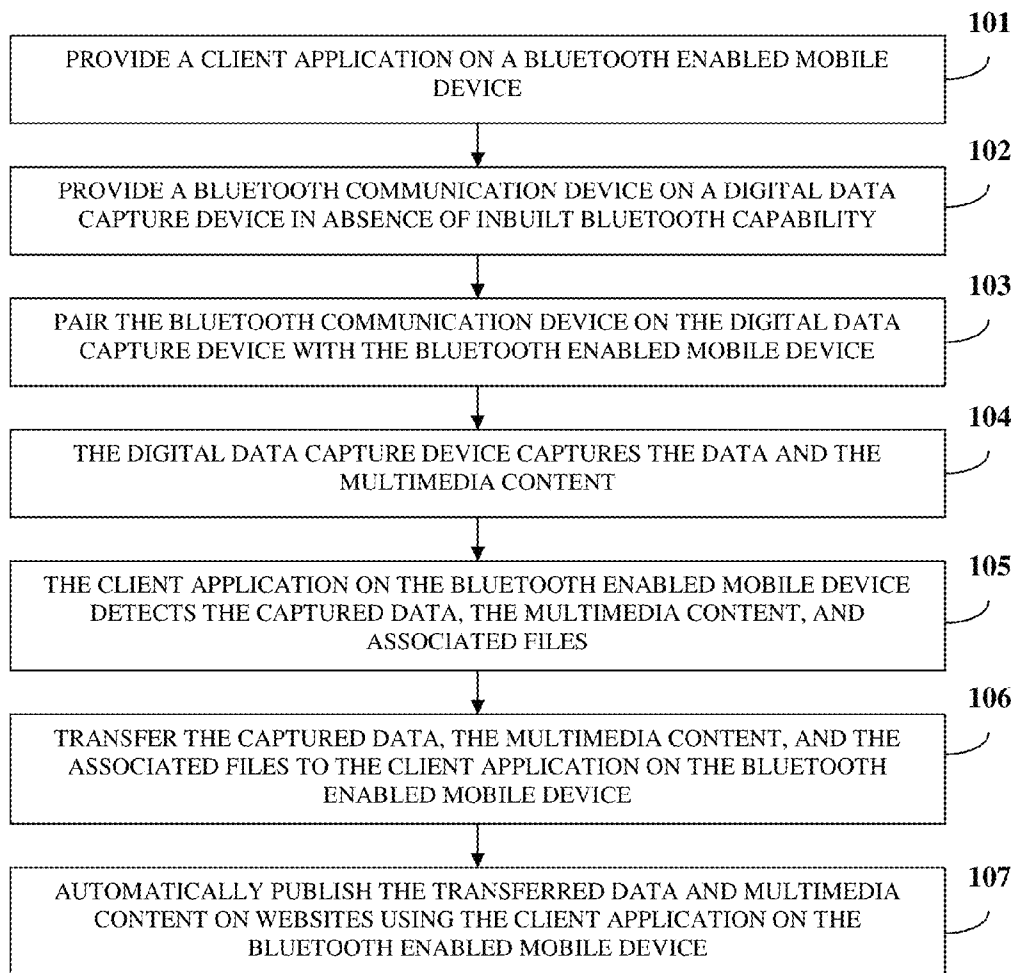 101
PROVIDE A CLIENT APPLICATION ON A BLUETOOTH ENABLED MOBILE
DEVICE
102
PROVIDE A BLUETOOTH COMMUNICATION DEVICE ON A DIGITAL DATA
CAPTURE DEVICE IN ABSENCE OF INBUILT BLUETOOTH CAPABILITY
103
PAIR THE BLUETOOTH COMMUNICATION DEVICE ON THE DIGITAL DATA
CAPTURE DEVICE WITH THE BLUETOOTH ENABLED MOBILE DEVICE
104
THE DIGITAL DATA CAPTURE DEVICE CAPTURES THE DATA AND THE
MULTIMEDIA CONTENT
105
THE CLIENT APPLICATION ON THE BLUETOOTH ENABLED MOBILE DEVICE
DETECTS THE CAPTURED DATA, THE MULTIMEDIA CONTENT, AND
ASSOCIATED FILES
106
TRANSFER THE CAPTURED DATA, THE MULTIMEDIA CONTENT, AND THE
ASSOCIATED FILES TO THE CLIENT APPLICATION ON THE BLUETOOTH
ENABLED MOBILE DEVICE
107
AUTOMATICALLY PUBLISH THE TRANSFERRED DATA AND MULTIMEDIA
CONTENT ON WEBSITES USING THE CLIENT APPLICATION ON THE
BLUETOOTH ENABLED MOBILE DEVICE